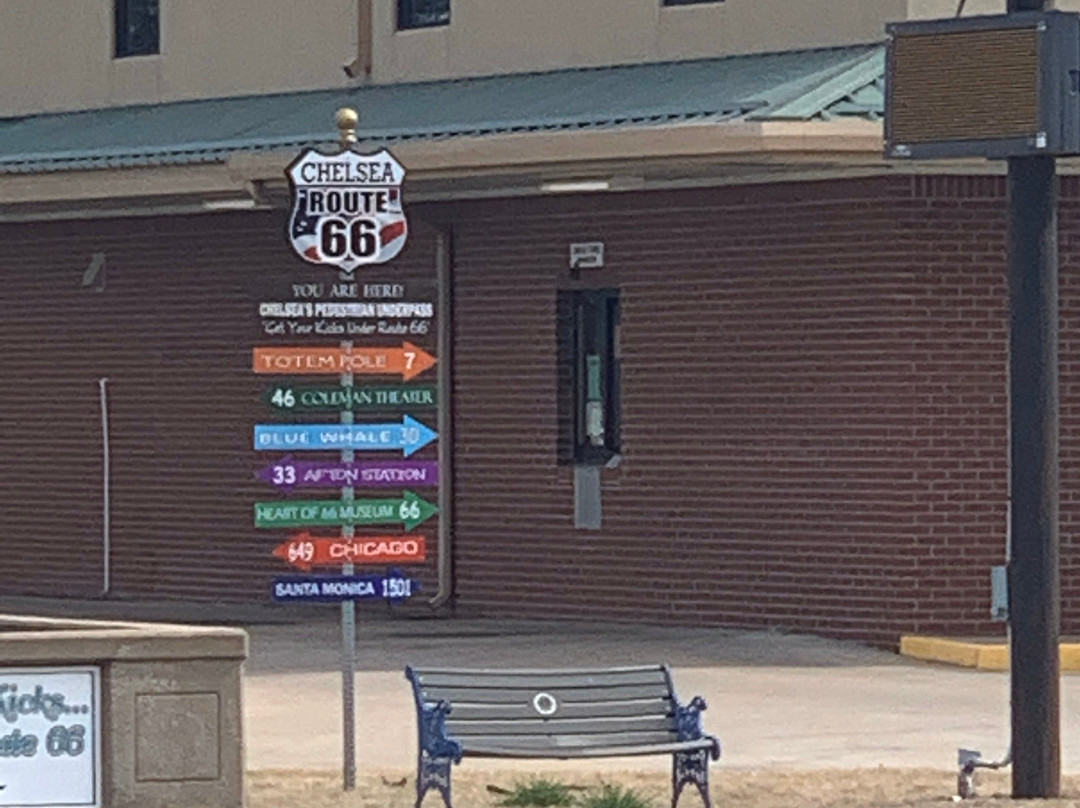 CHELSEA
ROUTE
66
YOU ARE HERE!
CHELSEA'S PEDESTRIAN UNDERPASS
"Get Your Kicks Under Route 66"
TOTEM POLE 7
46 COLEMAN THEATER
BLUE WHALE 30
33 AFTON STATION
HEART OF 66 MUSEUM 66
649 CHICAGO
SANTA MONICA 1501
Kicks...
66